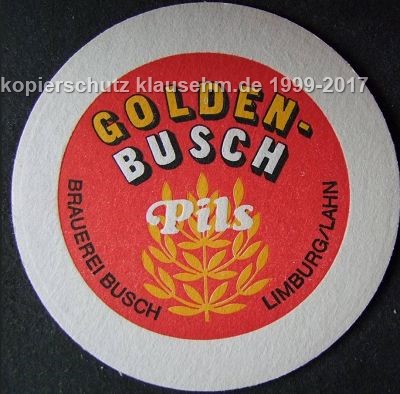 kopierschutz klausehm.de 1999-2017
GOLDEN-
BUSCH
Pils
BRAUEREI BUSCH
LIMBURG/LAHN